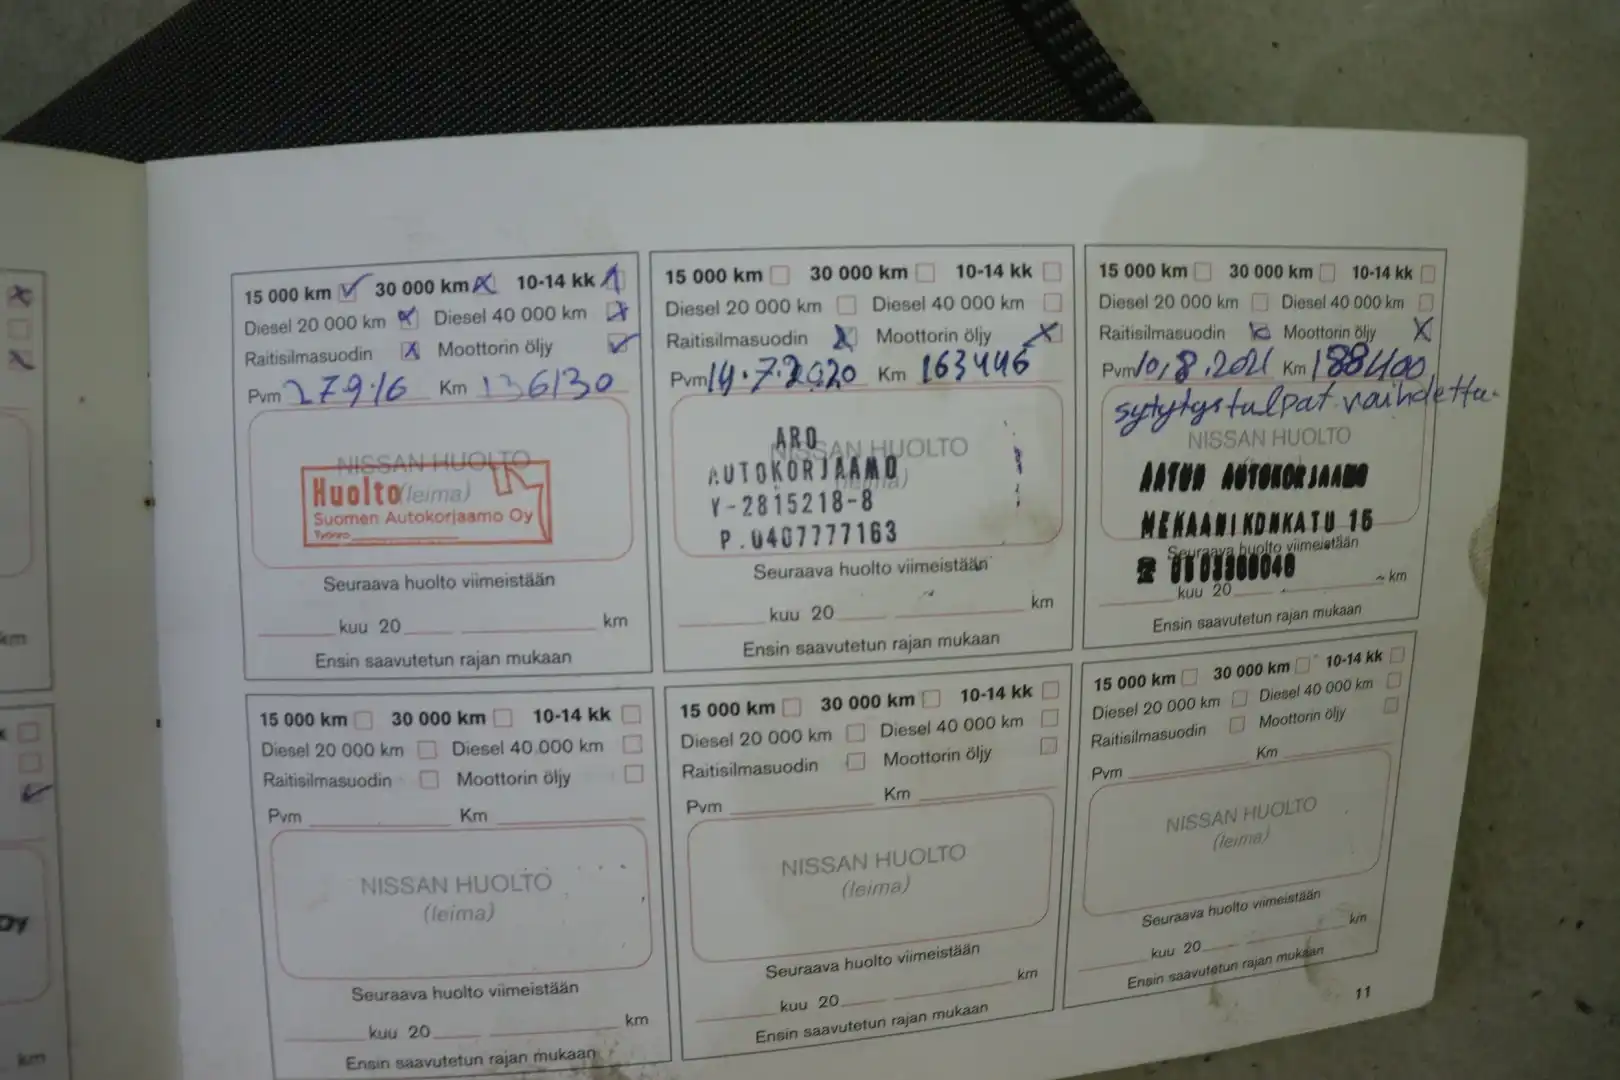 15 000 km 30 000 km 10-14 kk
Diesel 20 000 km Diesel 40 000 km
Raitisilmasuodin Moottorin öljy
Pvm 27.9.16 Km 136130
NISSAN HUOLTO
(leima)
Huolto
Suomen Autokorjaamo Oy
Työnro
Seuraava huolto viimeistään
kuu 20 km
Ensin saavutetun rajan mukaan
15 000 km 30 000 km 10-14 kk
Diesel 20 000 km Diesel 40 000 km
Raitisilmasuodin Moottorin öljy
Pvm 14.7.2020 Km 163446
NISSAN HUOLTO
(leima)
ARO
AUTOKORJAAMO
Y-2815218-8
P.0407777163
Seuraava huolto viimeistään
kuu 20 km
Ensin saavutetun rajan mukaan
15 000 km 30 000 km 10-14 kk
Diesel 20 000 km Diesel 40 000 km
Raitisilmasuodin Moottorin öljy
Pvm 10.8.2021 Km 188400
sytytystulpat vaihdettu.
NISSAN HUOLTO
AATUN AUTOKORJAAMO
MEKAANIKONKATU 15
Seuraava huolto viimeistään
kuu 20 km
Ensin saavutetun rajan mukaan
15 000 km 30 000 km 10-14 kk
Diesel 20 000 km Diesel 40 000 km
Raitisilmasuodin Moottorin öljy
Pvm Km
NISSAN HUOLTO
(leima)
Seuraava huolto viimeistään
kuu 20 km
Ensin saavutetun rajan mukaan
15 000 km 30 000 km 10-14 kk
Diesel 20 000 km Diesel 40 000 km
Raitisilmasuodin Moottorin öljy
Pvm Km
NISSAN HUOLTO
(leima)
Seuraava huolto viimeistään
kuu 20 km
Ensin saavutetun rajan mukaan
15 000 km 30 000 km 10-14 kk
Diesel 20 000 km Diesel 40 000 km
Raitisilmasuodin Moottorin öljy
Pvm Km
NISSAN HUOLTO
(leima)
Seuraava huolto viimeistään
kuu 20 km
Ensin saavutetun rajan mukaan
11
km
km